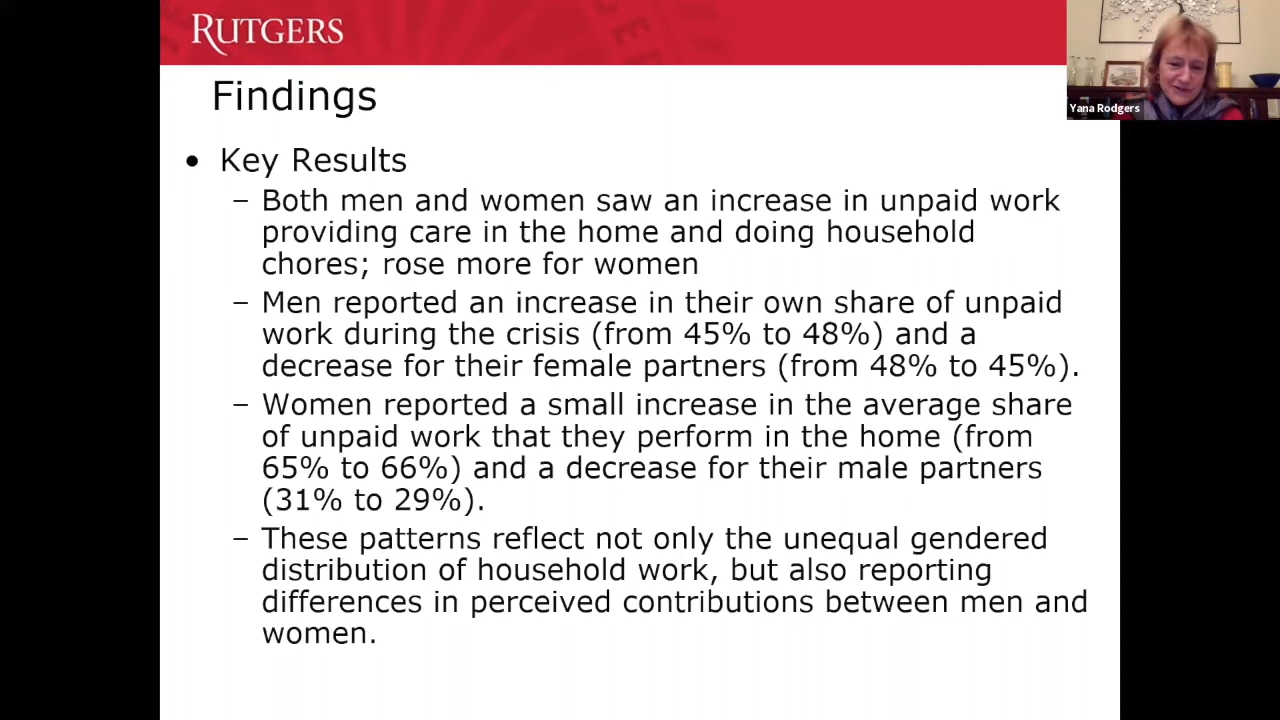 RUTGERS
Yana Rodgers
Findings
• Key Results
– Both men and women saw an increase in unpaid work
providing care in the home and doing household
chores; rose more for women
– Men reported an increase in their own share of unpaid
work during the crisis (from 45% to 48%) and a
decrease for their female partners (from 48% to 45%).
– Women reported a small increase in the average share
of unpaid work that they perform in the home (from
65% to 66%) and a decrease for their male partners
(31% to 29%).
– These patterns reflect not only the unequal gendered
distribution of household work, but also reporting
differences in perceived contributions between men and
women.